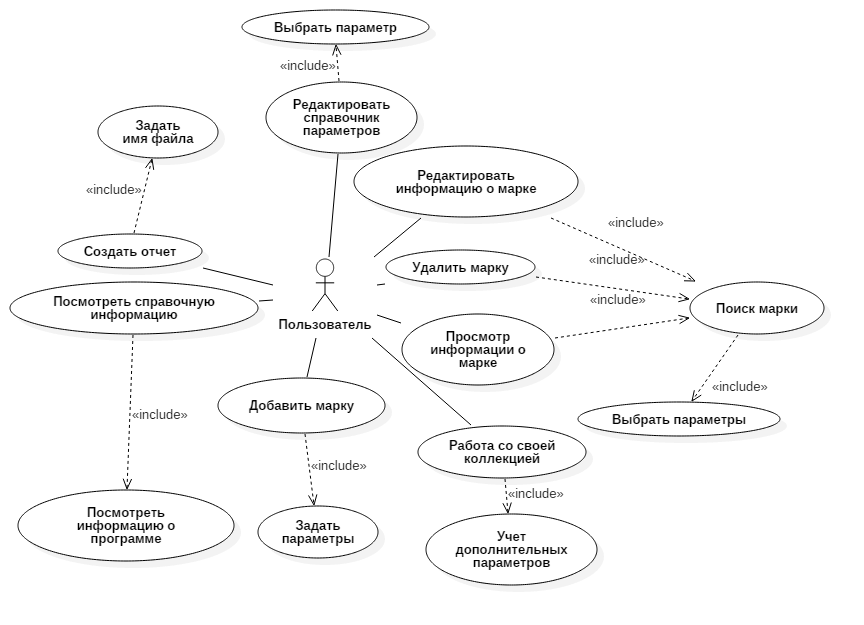 Выбрать параметр
«include»
Редактировать
справочник
параметров
Задать
имя файла
«include»
Редактировать
информацию о марке
«include»
Создать отчет
«include»
Удалить марку
«include»
Посмотреть справочную
информацию
Поиск марки
Пользователь
Просмотр
информации о
марке
«include»
Добавить марку
Выбрать параметры
«include»
Работа со своей
коллекцией
«include»
«include»
Посмотреть
информацию о
программе
Задать
параметры
Учет
дополнительных
параметров